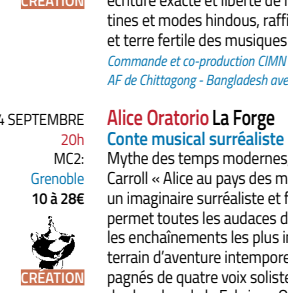 CRÉATION
écriture exacte et liberté de l
tines et modes hindous, raffi
et terre fertile des musiques
Commande et co-production CIMN
AF de Chittagong - Bangladesh ave
4 SEPTEMBRE
20h
MC2:
Grenoble
10 à 28€
CRÉATION
Alice Oratorio La Forge
Conte musical surréaliste
Mythe des temps modernes
Carroll « Alice au pays des m
un imaginaire surréaliste et f
permet toutes les audaces d
les enchaînements les plus i
terrain d'aventure intempore
pagnés de quatre voix soliste